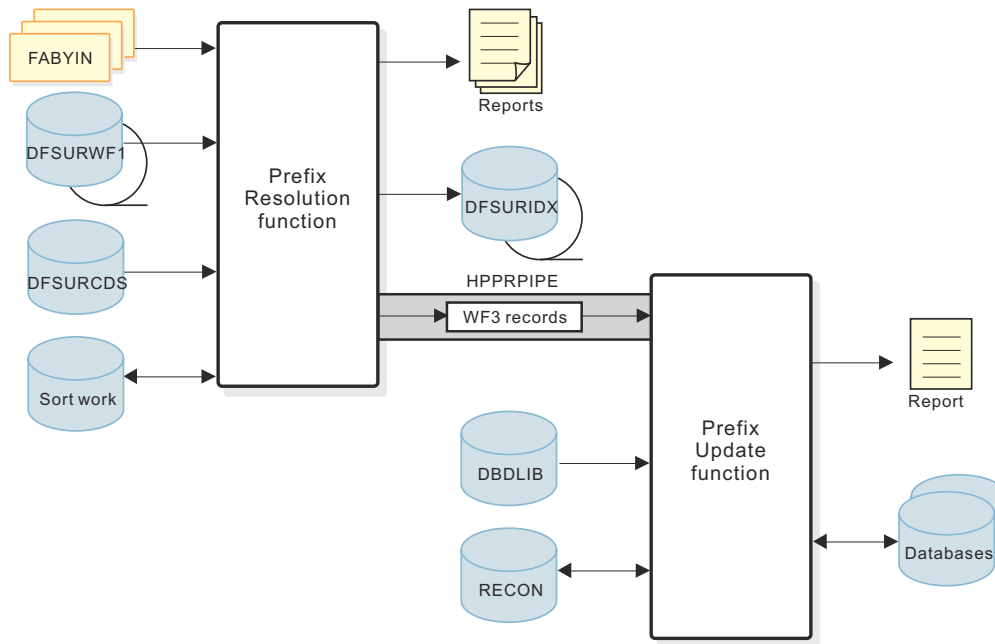 FABYIN
DFSURWF1
DFSURCDS
Sort work
Prefix
Resolution
function
Reports
DFSURIDX
HPPRPIPE
WF3 records
DBDLIB
RECON
Prefix
Update
function
Report
Databases